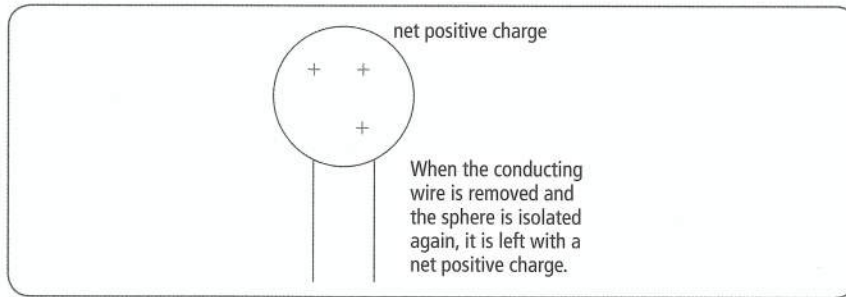 net positive charge
+ +
+
When the conducting
wire is removed and
the sphere is isolated
again, it is left with a
net positive charge.